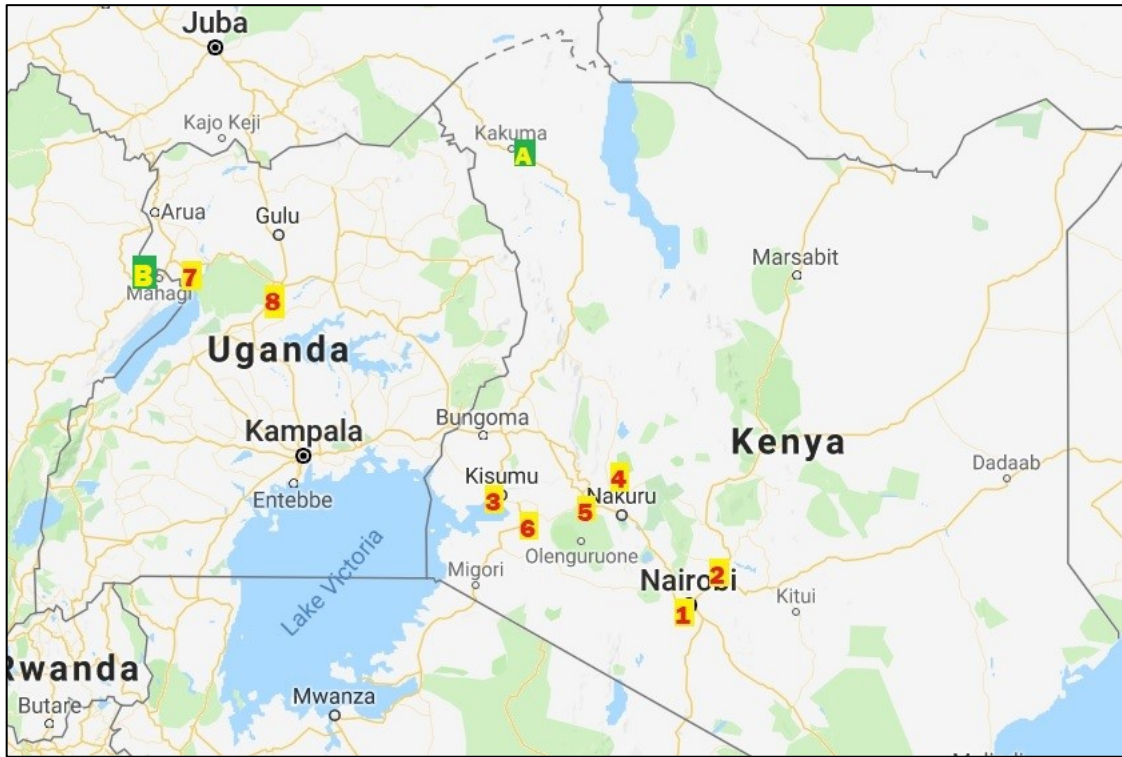 Juba
Kajo Keji
Kakuma
A
Arua
Gulu
Marsabit
B
7
Mahagi
8
Uganda
Bungoma
Kampala
Kenya
Kisumu
Dadaab
4
Entebbe
3
Nakuru
5
6
Olenguruone
Lake Victoria
Migori
2
Nairobi
Kitui
1
Rwanda
Mwanza
Butare